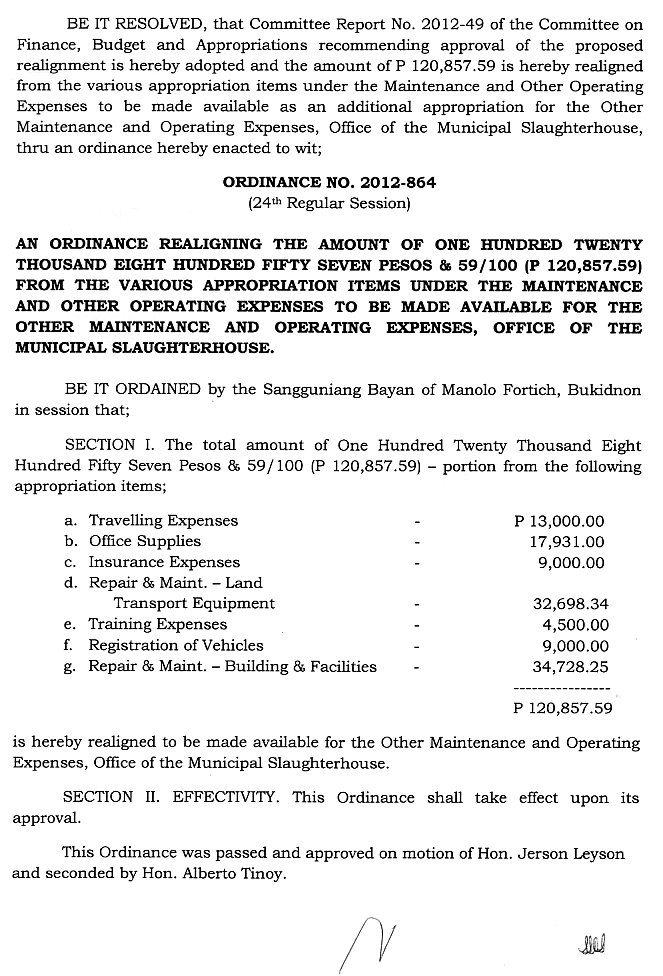 BE IT RESOLVED, that Committee Report No. 2012-49 of the Committee on
Finance, Budget and Appropriations recommending approval of the proposed
realignment is hereby adopted and the amount of P 120,857.59 is hereby realigned
from the various appropriation items under the Maintenance and Other Operating
Expenses to be made available as an additional appropriation for the Other
Maintenance and Operating Expenses, Office of the Municipal Slaughterhouse,
thru an ordinance hereby enacted to wit;
ORDINANCE NO. 2012-864
(24th Regular Session)
AN ORDINANCE REALIGNING THE AMOUNT OF ONE HUNDRED TWENTY
THOUSAND EIGHT HUNDRED FIFTY SEVEN PESOS & 59/100 (P 120,857.59)
FROM THE VARIOUS APPROPRIATION ITEMS UNDER THE MAINTENANCE
AND OTHER OPERATING EXPENSES TO BE MADE AVAILABLE FOR THE
OTHER MAINTENANCE AND OPERATING EXPENSES, OFFICE OF THE
MUNICIPAL SLAUGHTERHOUSE.
BE IT ORDAINED by the Sangguniang Bayan of Manolo Fortich, Bukidnon
in session that;
SECTION I. The total amount of One Hundred Twenty Thousand Eight
Hundred Fifty Seven Pesos & 59/100 (P 120,857.59) – portion from the following
appropriation items;
a. Travelling Expenses - P 13,000.00
b. Office Supplies - 17,931.00
c. Insurance Expenses - 9,000.00
d. Repair & Maint. – Land
Transport Equipment - 32,698.34
e. Training Expenses - 4,500.00
f. Registration of Vehicles - 9,000.00
g. Repair & Maint. – Building & Facilities - 34,728.25
----------------
P 120,857.59
is hereby realigned to be made available for the Other Maintenance and Operating
Expenses, Office of the Municipal Slaughterhouse.
SECTION II. EFFECTIVITY. This Ordinance shall take effect upon its
approval.
This Ordinance was passed and approved on motion of Hon. Jerson Leyson
and seconded by Hon. Alberto Tinoy.